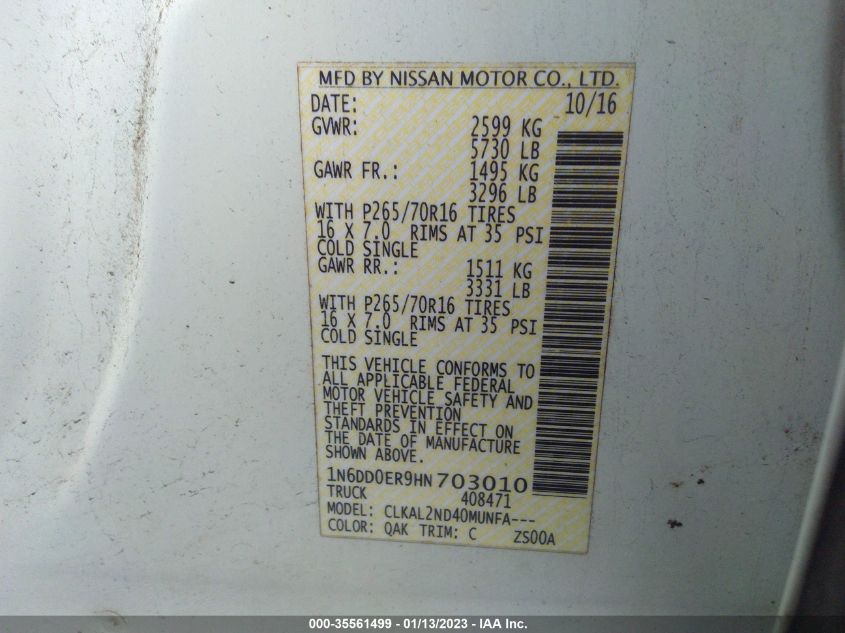 MFD BY NISSAN MOTOR CO., LTD.
DATE: 10/16
GVWR: 2599 KG
5730 LB
GAWR FR.: 1495 KG
3296 LB
WITH P265/70R16 TIRES
16 X 7.0 RIMS AT 35 PSI
COLD SINGLE
GAWR RR.: 1511 KG
3331 LB
WITH P265/70R16 TIRES
16 X 7.0 RIMS AT 35 PSI
COLD SINGLE
THIS VEHICLE CONFORMS TO
ALL APPLICABLE FEDERAL
MOTOR VEHICLE SAFETY AND
THEFT PREVENTION
STANDARDS IN EFFECT ON
THE DATE OF MANUFACTURE
SHOWN ABOVE.
1N6DD0ER9HN703010
TRUCK 408471
MODEL: CLKAL2ND40MUNFA---
COLOR: QAK TRIM: C ZS00A
000-35561499 - 01/13/2023 - IAA Inc.